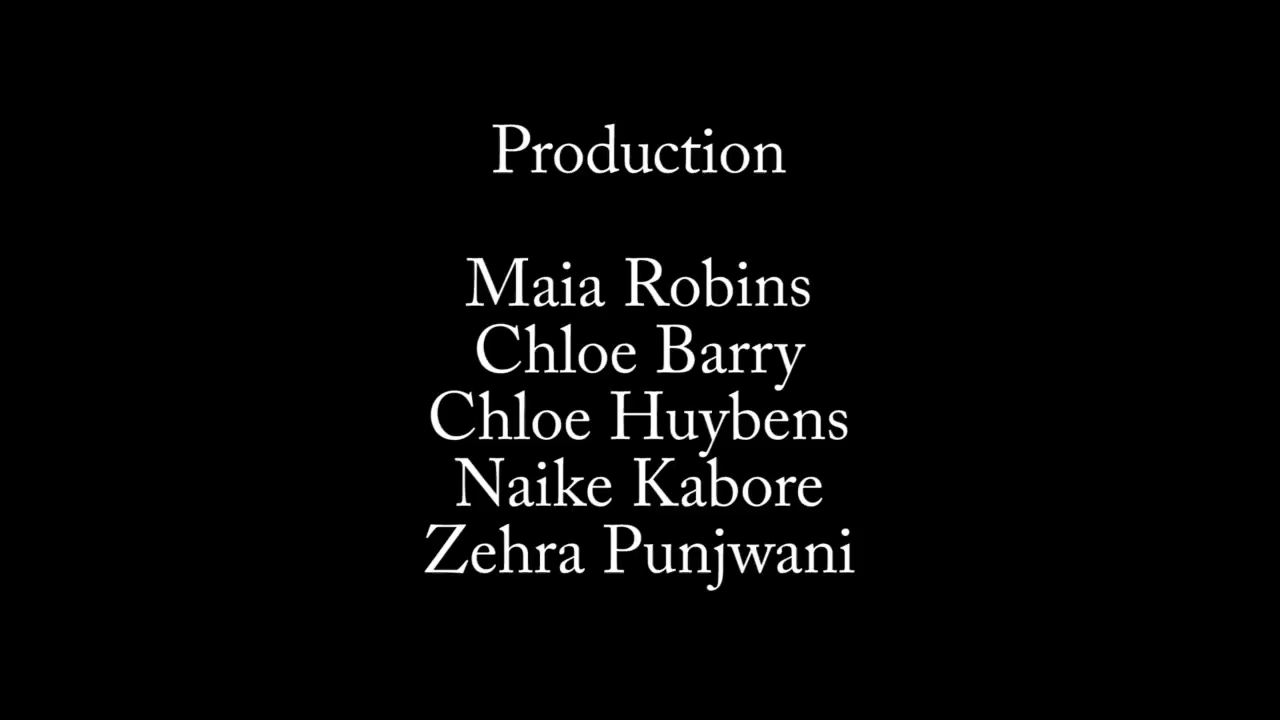 Production
Maia Robins
Chloe Barry
Chloe Huybens
Naike Kabore
Zehra Punjwani